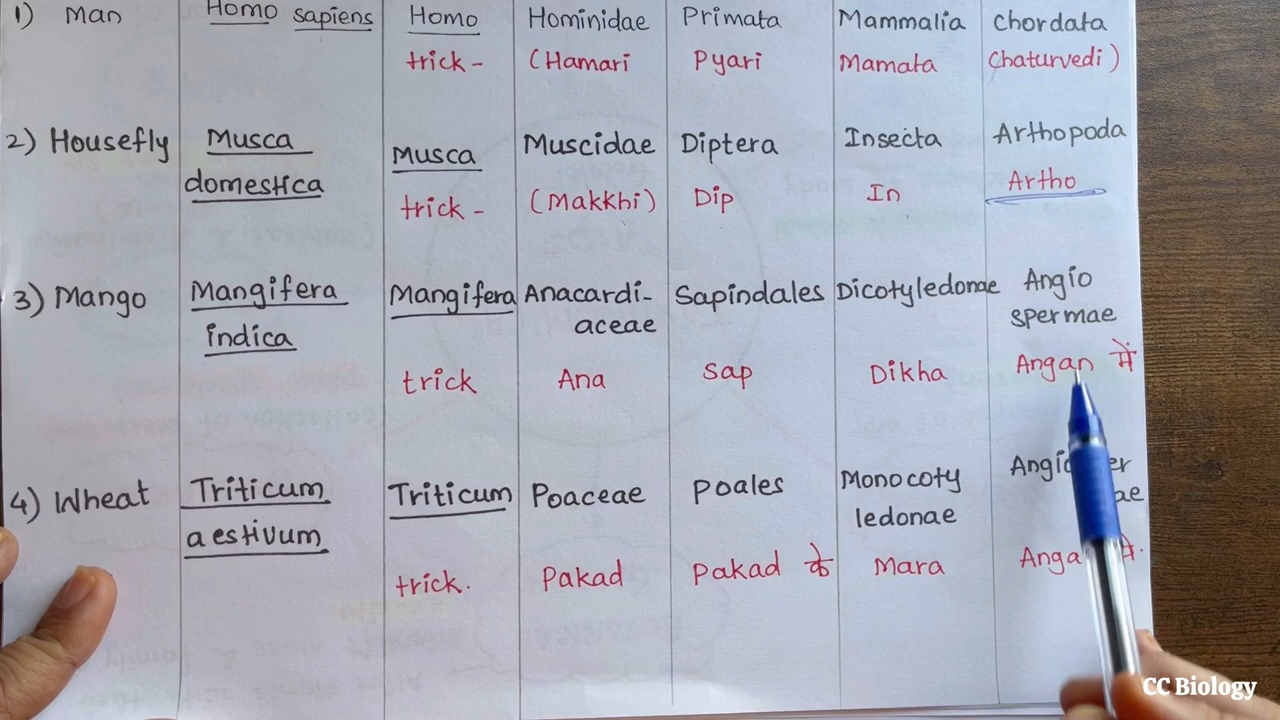 1) Man Homo sapiens Homo Hominidae Primata Mammalia Chordata
trick - (Hamari Pyari Mamata Chaturvedi)
2) Housefly Musca domestica Musca Muscidae Diptera Insecta Arthopoda
trick - (Makkhi) Dip In Artho
3) Mango Mangifera indica Mangifera Anacardi-aceae Sapindales Dicotyledonae Angio spermae
trick Ana Sap Dikha Angan में
4) Wheat Triticum aestivum Triticum Poaceae Poales Monocoty ledonae
trick. Pakad Pakad के Mara में.
CC Biology